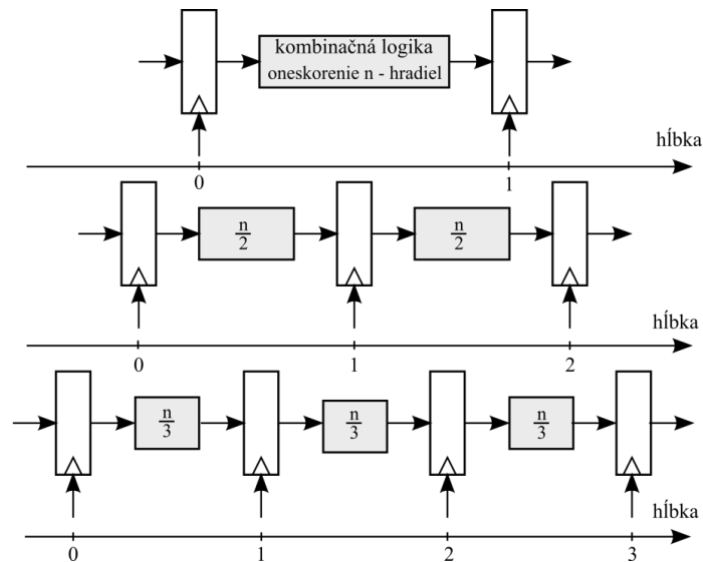 kombinačná logika
oneskorenie n - hradiel
hĺbka
0 1
n/2 n/2
hĺbka
0 1 2
n/3 n/3 n/3
hĺbka
0 1 2 3